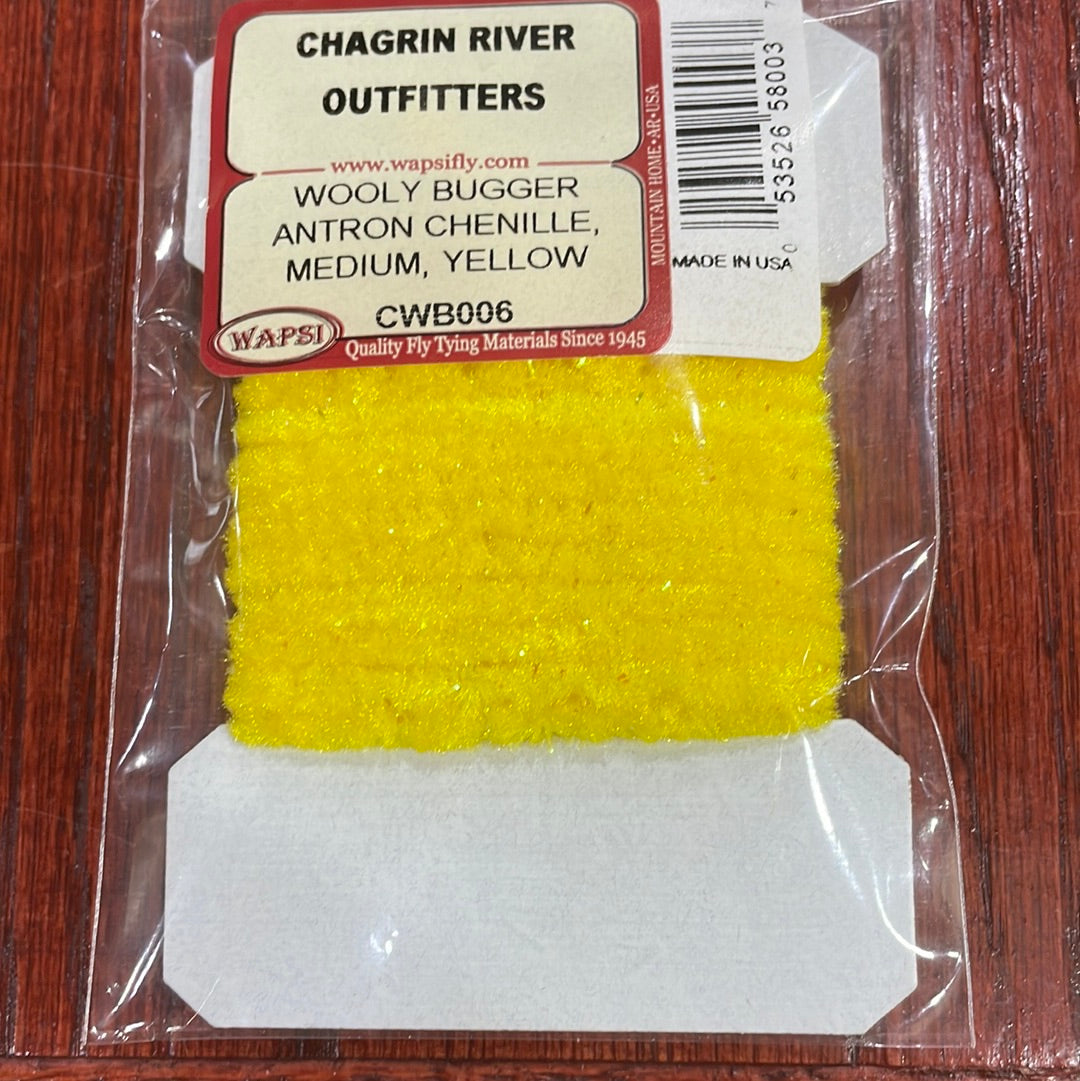 CHAGRIN RIVER
OUTFITTERS
www.wapsifly.com
WOOLY BUGGER
ANTRON CHENILLE,
MEDIUM, YELLOW
CWB006
WAPSI
Quality Fly Tying Materials Since 1945
MOUNTAIN HOME•AR•USA
7
53526 58003
0
MADE IN USA